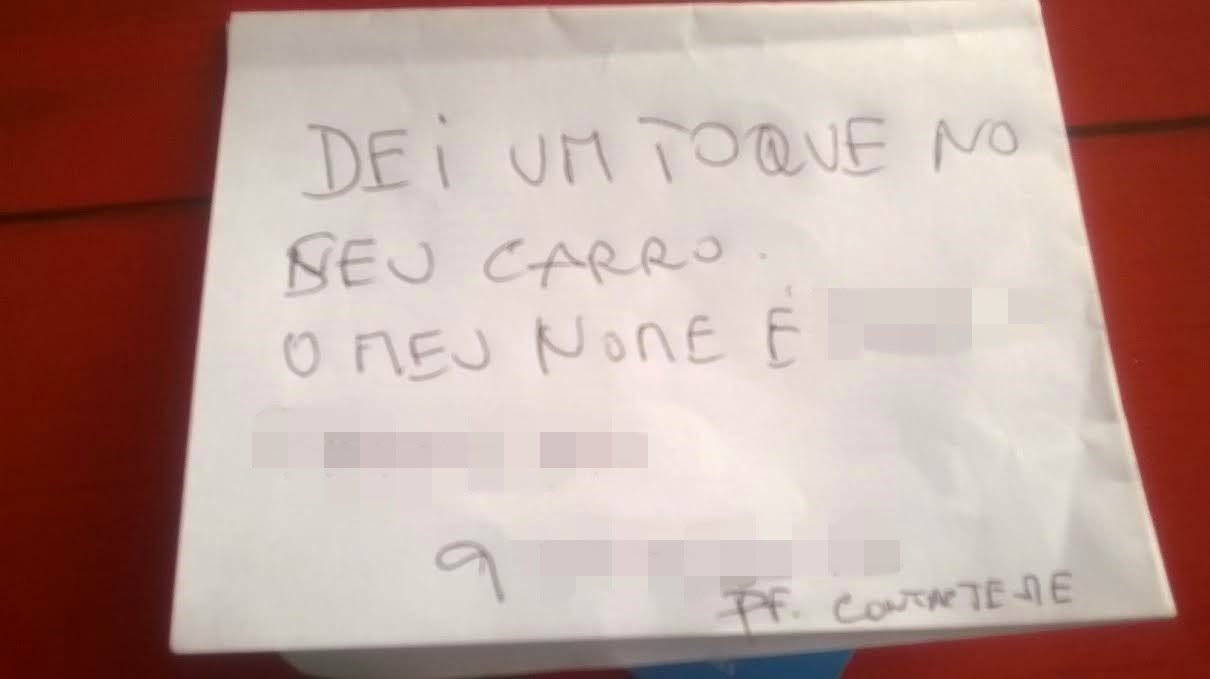 DEI UM TOQUE NO
SEU CARRO.
O MEU NOME É
9
PF. CONTACTE-ME